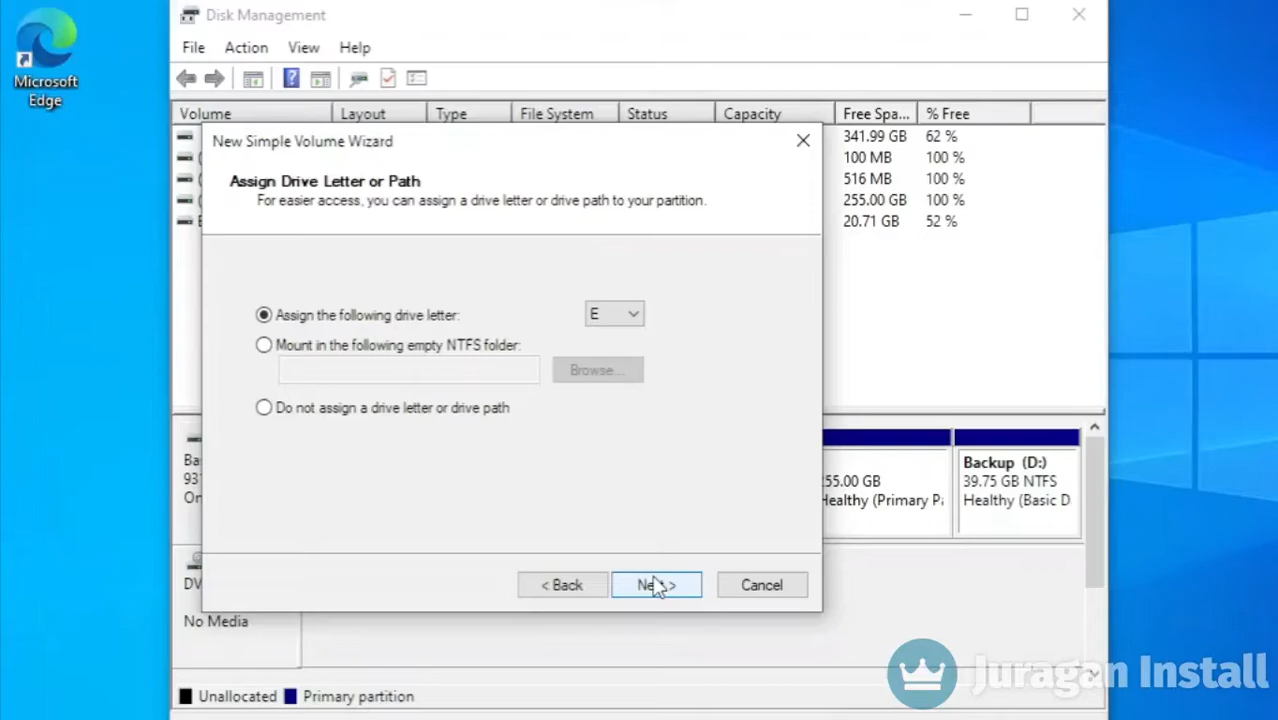 Disk Management
Microsoft
Edge
File Action View Help
Volume Layout Type File System Status Capacity Free Spa... % Free
341.99 GB 62 %
100 MB 100 %
516 MB 100 %
255.00 GB 100 %
20.71 GB 52 %
New Simple Volume Wizard
Assign Drive Letter or Path
For easier access, you can assign a drive letter or drive path to your partition.
Assign the following drive letter: E
Mount in the following empty NTFS folder:
Browse...
Do not assign a drive letter or drive path
< Back Next > Cancel
Ba
93
On
55.00 GB
Healthy (Primary Pa
Backup (D:)
39.75 GB NTFS
Healthy (Basic D
DV
No Media
Unallocated Primary partition
Juragan Install